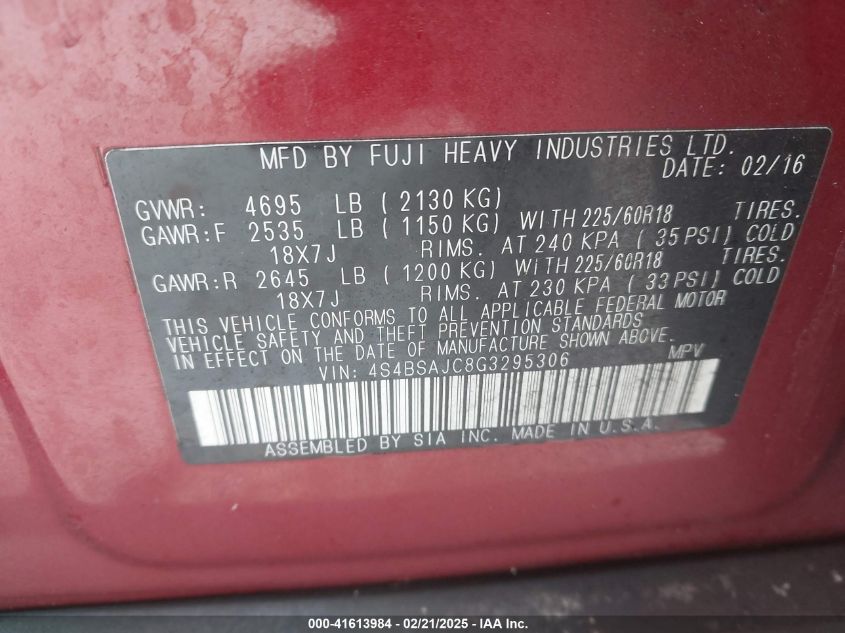 MFD BY FUJI HEAVY INDUSTRIES LTD.
DATE: 02/16
GVWR: 4695 LB ( 2130 KG)
GAWR:F 2535 LB ( 1150 KG) WITH 225/60R18 TIRES.
18X7J RIMS. AT 240 KPA ( 35 PSI) COLD
GAWR:R 2645 LB ( 1200 KG) WITH 225/60R18 TIRES.
18X7J RIMS. AT 230 KPA ( 33 PSI) COLD
THIS VEHICLE CONFORMS TO ALL APPLICABLE FEDERAL MOTOR
VEHICLE SAFETY AND THEFT PREVENTION STANDARDS
IN EFFECT ON THE DATE OF MANUFACTURE SHOWN ABOVE.
VIN: 4S4BSAJC8G3295306 MPV
ASSEMBLED BY SIA INC. MADE IN U.S.A.
000-41613984 - 02/21/2025 - IAAI.com